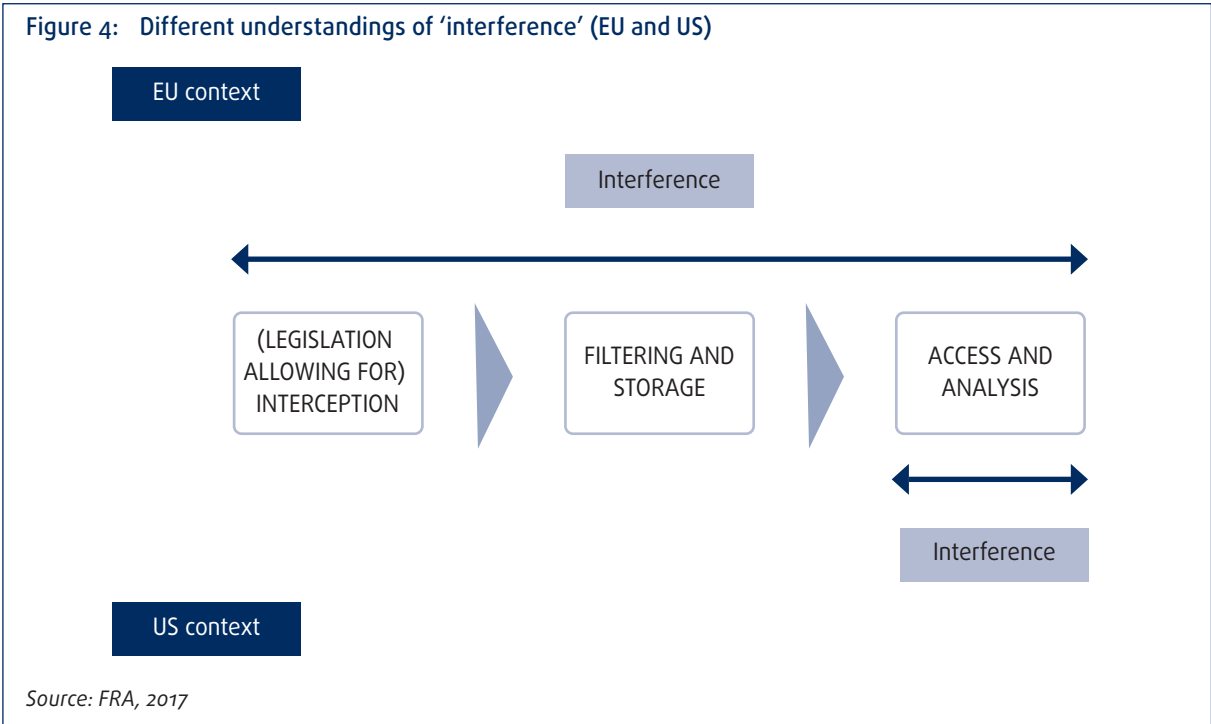 Figure 4: Different understandings of ‘interference’ (EU and US)
EU context
Interference
(LEGISLATION
ALLOWING FOR)
INTERCEPTION
FILTERING AND
STORAGE
ACCESS AND
ANALYSIS
Interference
US context
Source: FRA, 2017